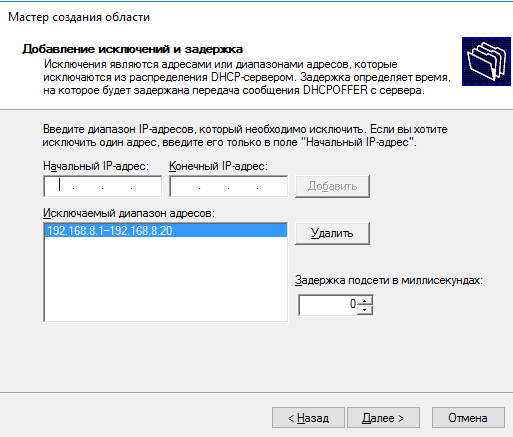 Мастер создания области
Добавление исключений и задержка
Исключения являются адресами или диапазонами адресов, которые
исключаются из распределения DHCP-сервером. Задержка определяет время,
на которое будет задержана передача сообщения DHCPOFFER с сервера.
Введите диапазон IP-адресов, который необходимо исключить. Если вы хотите
исключить один адрес, введите его только в поле "Начальный IP-адрес".
Начальный IP-адрес: Конечный IP-адрес:
. . . . . . Добавить
Исключаемый диапазон адресов:
192.168.8.1-192.168.8.20 Удалить
Задержка подсети в миллисекундах:
0
< Назад Далее > Отмена